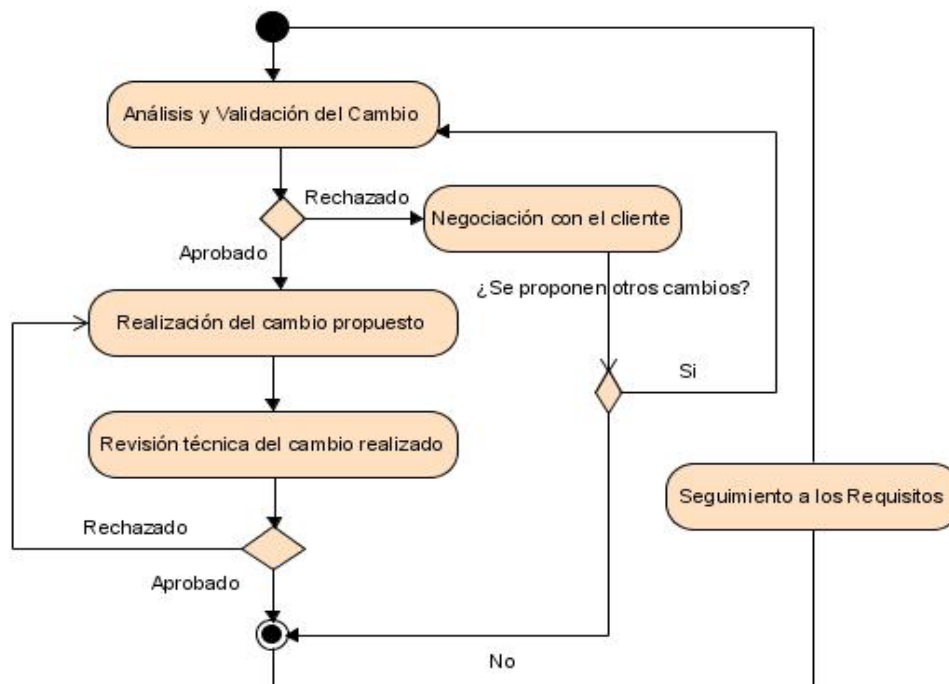 Análisis y Validación del Cambio
Rechazado
Negociación con el cliente
Aprobado
¿Se proponen otros cambios?
Realización del cambio propuesto
Si
Revisión técnica del cambio realizado
Seguimiento a los Requisitos
Rechazado
Aprobado
No